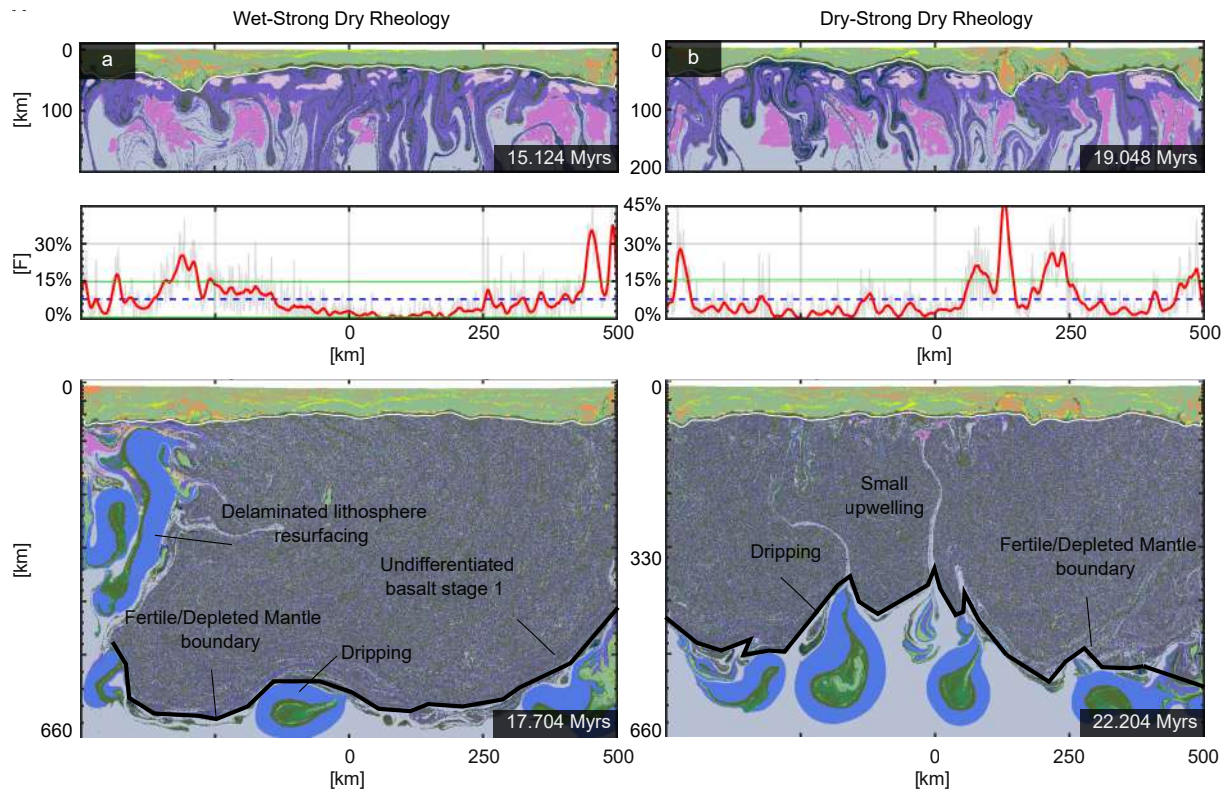 Wet-Strong Dry Rheology
Dry-Strong Dry Rheology
0
a
100
[km]
15.124 Myrs
0
b
100
200
19.048 Myrs
30%
15%
0%
[F]
0
250
500
[km]
45%
30%
15%
0%
0
250
500
[km]
0
[km]
660
Delaminated lithosphere
resurfacing
Undifferentiated
basalt stage 1
Fertile/Depleted Mantle
boundary
Dripping
17.704 Myrs
0
250
500
[km]
0
330
660
Small
upwelling
Dripping
Fertile/Depleted Mantle
boundary
22.204 Myrs
0
250
500
[km]